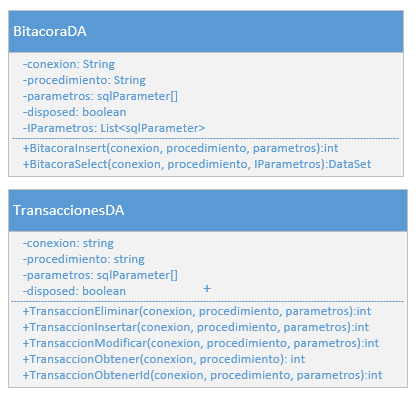 BitacoraDA
-conexion: String
-procedimiento: String
-parametros: sqlParameter[]
-disposed: boolean
-IParametros: List<sqlParameter>
+BitacoraInsert(conexion, procedimiento, parametros):int
+BitacoraSelect(conexion, procedimiento, IParametros):DataSet
TransaccionesDA
-conexion: string
-procedimiento: string
-parametros: sqlParameter[]
-disposed: boolean
+TransaccionEliminar(conexion, procedimiento, parametros):int
+TransaccionInsertar(conexion, procedimiento, parametros):int
+TransaccionModificar(conexion, procedimiento, parametros):int
+TransaccionObtener(conexion, procedimiento): int
+TransaccionObtenerId(conexion, procedimiento, parametros):int